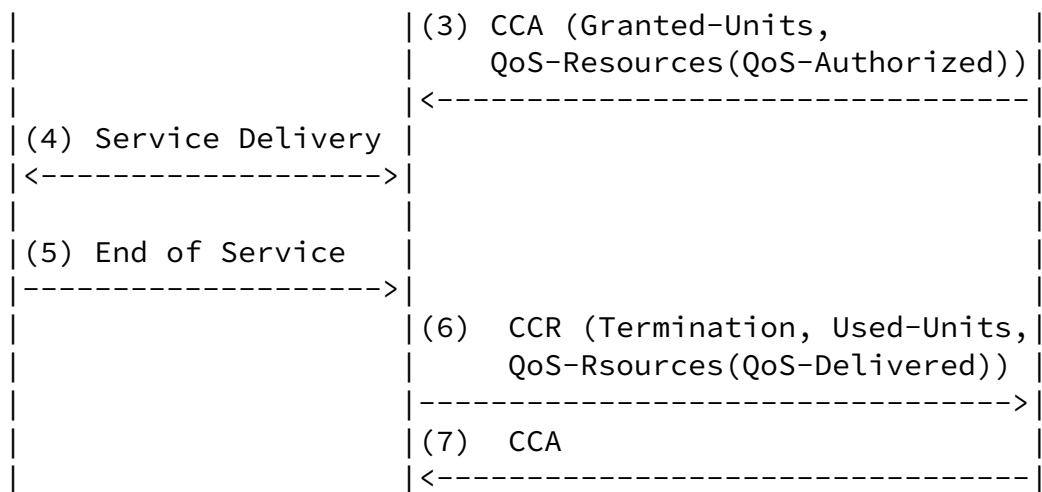 (3) CCA (Granted-Units,
QoS-Resources(QoS-Authorized))
(4) Service Delivery
(5) End of Service
(6) CCR (Termination, Used-Units,
QoS-Rsources(QoS-Delivered))
(7) CCA